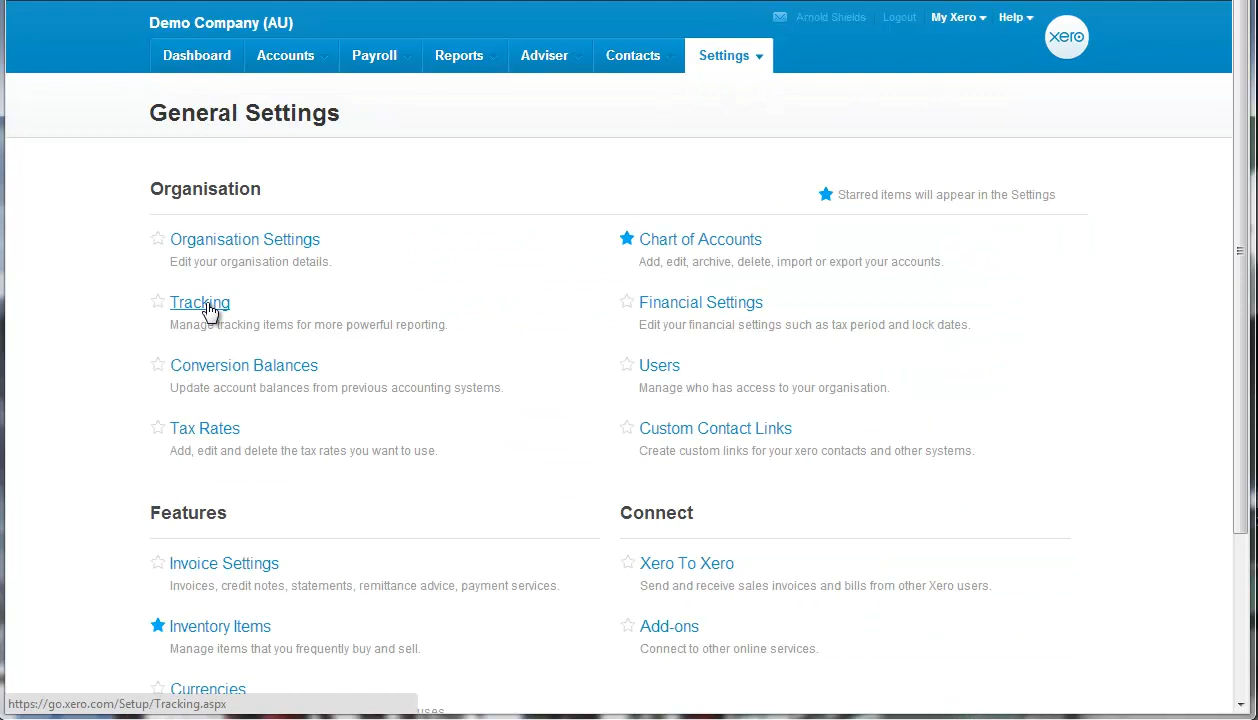 Demo Company (AU)
Arnold Shields
Logout
My Xero
Help
xero
Dashboard
Accounts
Payroll
Reports
Adviser
Contacts
Settings
General Settings
Organisation
Starred items will appear in the Settings
Organisation Settings
Edit your organisation details.
Chart of Accounts
Add, edit, archive, delete, import or export your accounts.
Tracking
Manage tracking items for more powerful reporting.
Financial Settings
Edit your financial settings such as tax period and lock dates.
Conversion Balances
Update account balances from previous accounting systems.
Users
Manage who has access to your organisation.
Tax Rates
Add, edit and delete the tax rates you want to use.
Custom Contact Links
Create custom links for your xero contacts and other systems.
Features
Connect
Invoice Settings
Invoices, credit notes, statements, remittance advice, payment services.
Xero To Xero
Send and receive sales invoices and bills from other Xero users.
Inventory Items
Manage items that you frequently buy and sell.
Add-ons
Connect to other online services.
Currencies
https://go.xero.com/Setup/Tracking.aspx